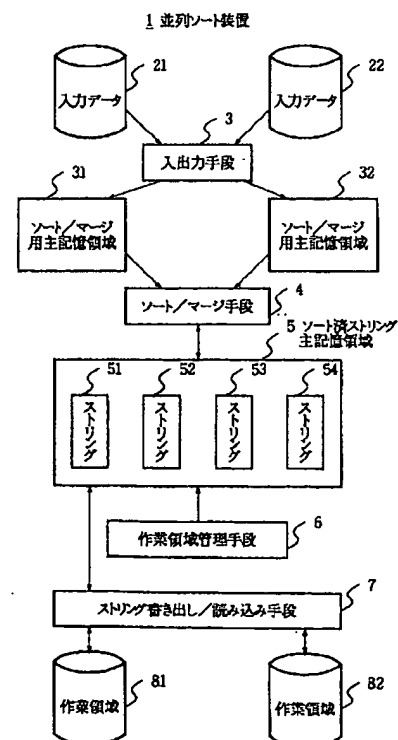 1 並列ソート装置
21
22
入力データ
入力データ
3
入出力手段
31
32
ソート/マージ
用主記憶領域
ソート/マージ
用主記憶領域
4
ソート/マージ手段
5 ソート済ストリング
主記憶領域
51
52
53
54
ストリング
ストリング
ストリング
ストリング
6
作業領域管理手段
7
ストリング書き出し/読み込み手段
81
82
作業領域
作業領域